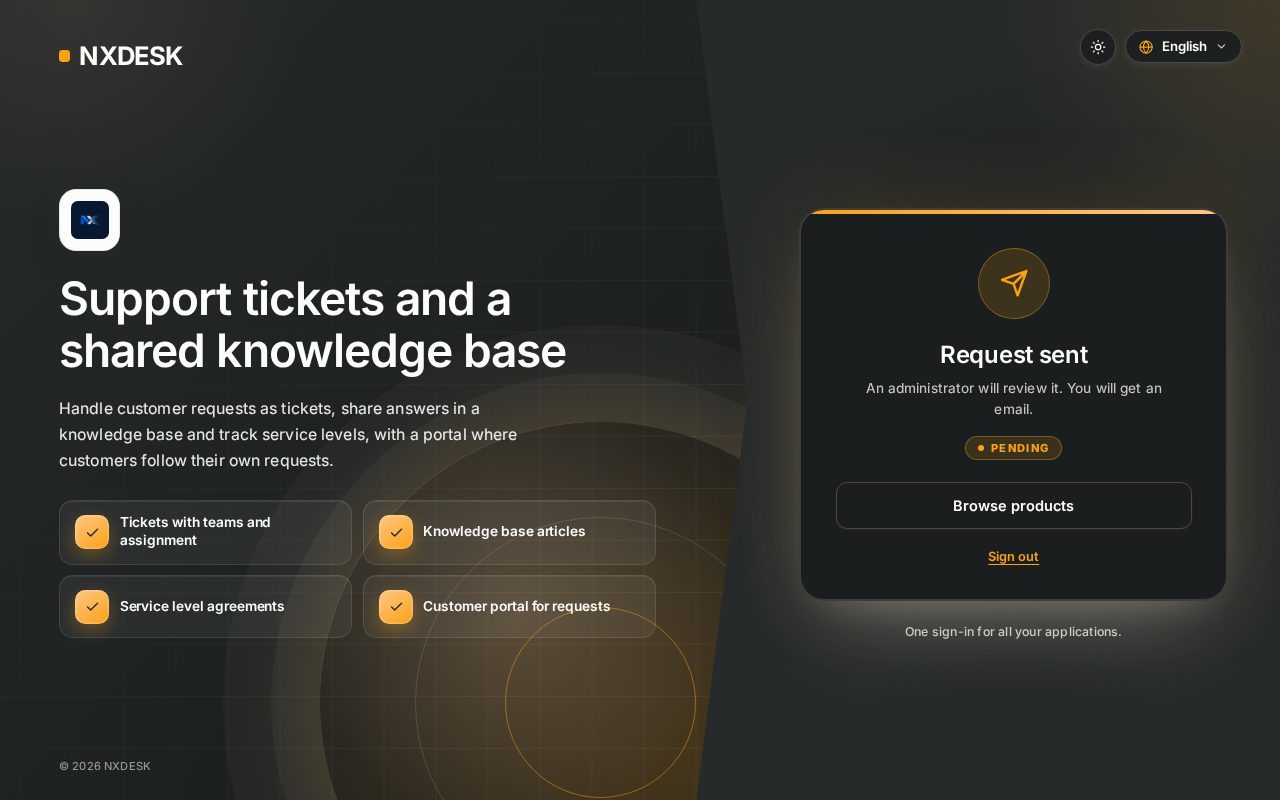 NXDESK
English
NX
Support tickets and a
shared knowledge base
Handle customer requests as tickets, share answers in a
knowledge base and track service levels, with a portal where
customers follow their own requests.
Tickets with teams and
assignment
Knowledge base articles
Service level agreements
Customer portal for requests
© 2026 NXDESK
Request sent
An administrator will review it. You will get an
email.
PENDING
Browse products
Sign out
One sign-in for all your applications.